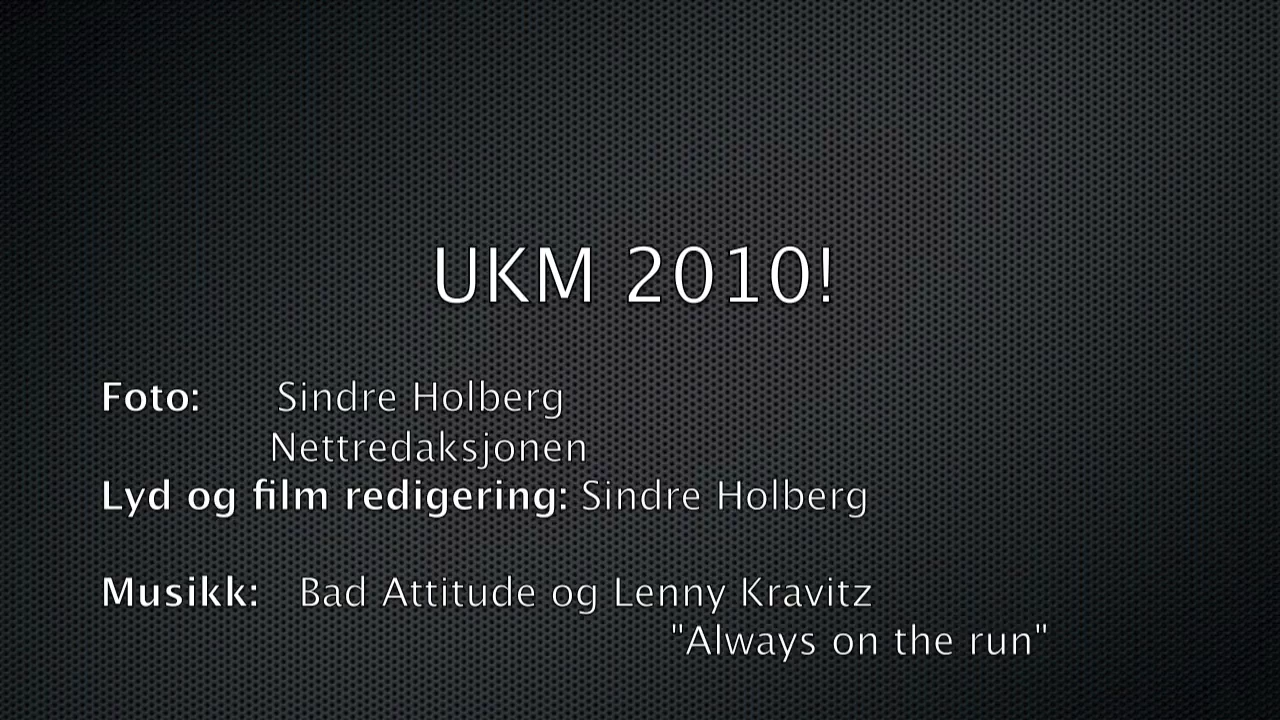 UKM 2010!
Foto: Sindre Holberg
Nettredaksjonen
Lyd og film redigering: Sindre Holberg
Musikk: Bad Attitude og Lenny Kravitz
"Always on the run"